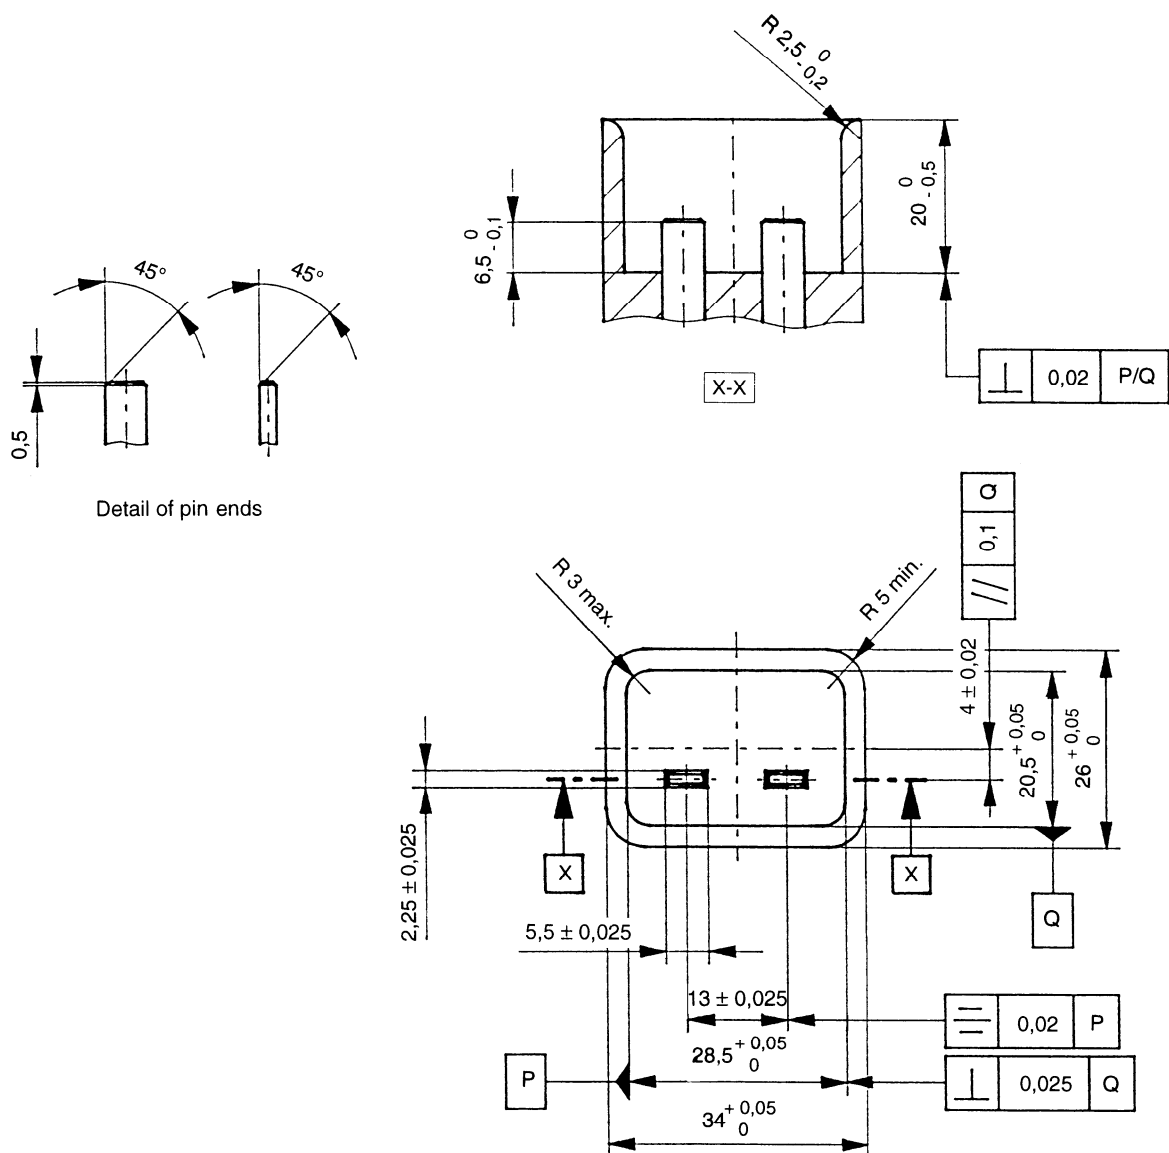 R 2,5 0 -0,2
20 0 -0,5
6,5 0 -0,1
45° 45°
0,5
⊥ 0,02 P/Q
X-X
Detail of pin ends
Q
0,1
//
R 3 max.
R 5 min.
4 ± 0,02
20,5 +0,05 0
26 +0,05 0
2,25 ± 0,025
X X
Q
5,5 ± 0,025
13 ± 0,025
⌯ 0,02 P
28,5 +0,05 0
P
⊥ 0,025 Q
34 +0,05 0